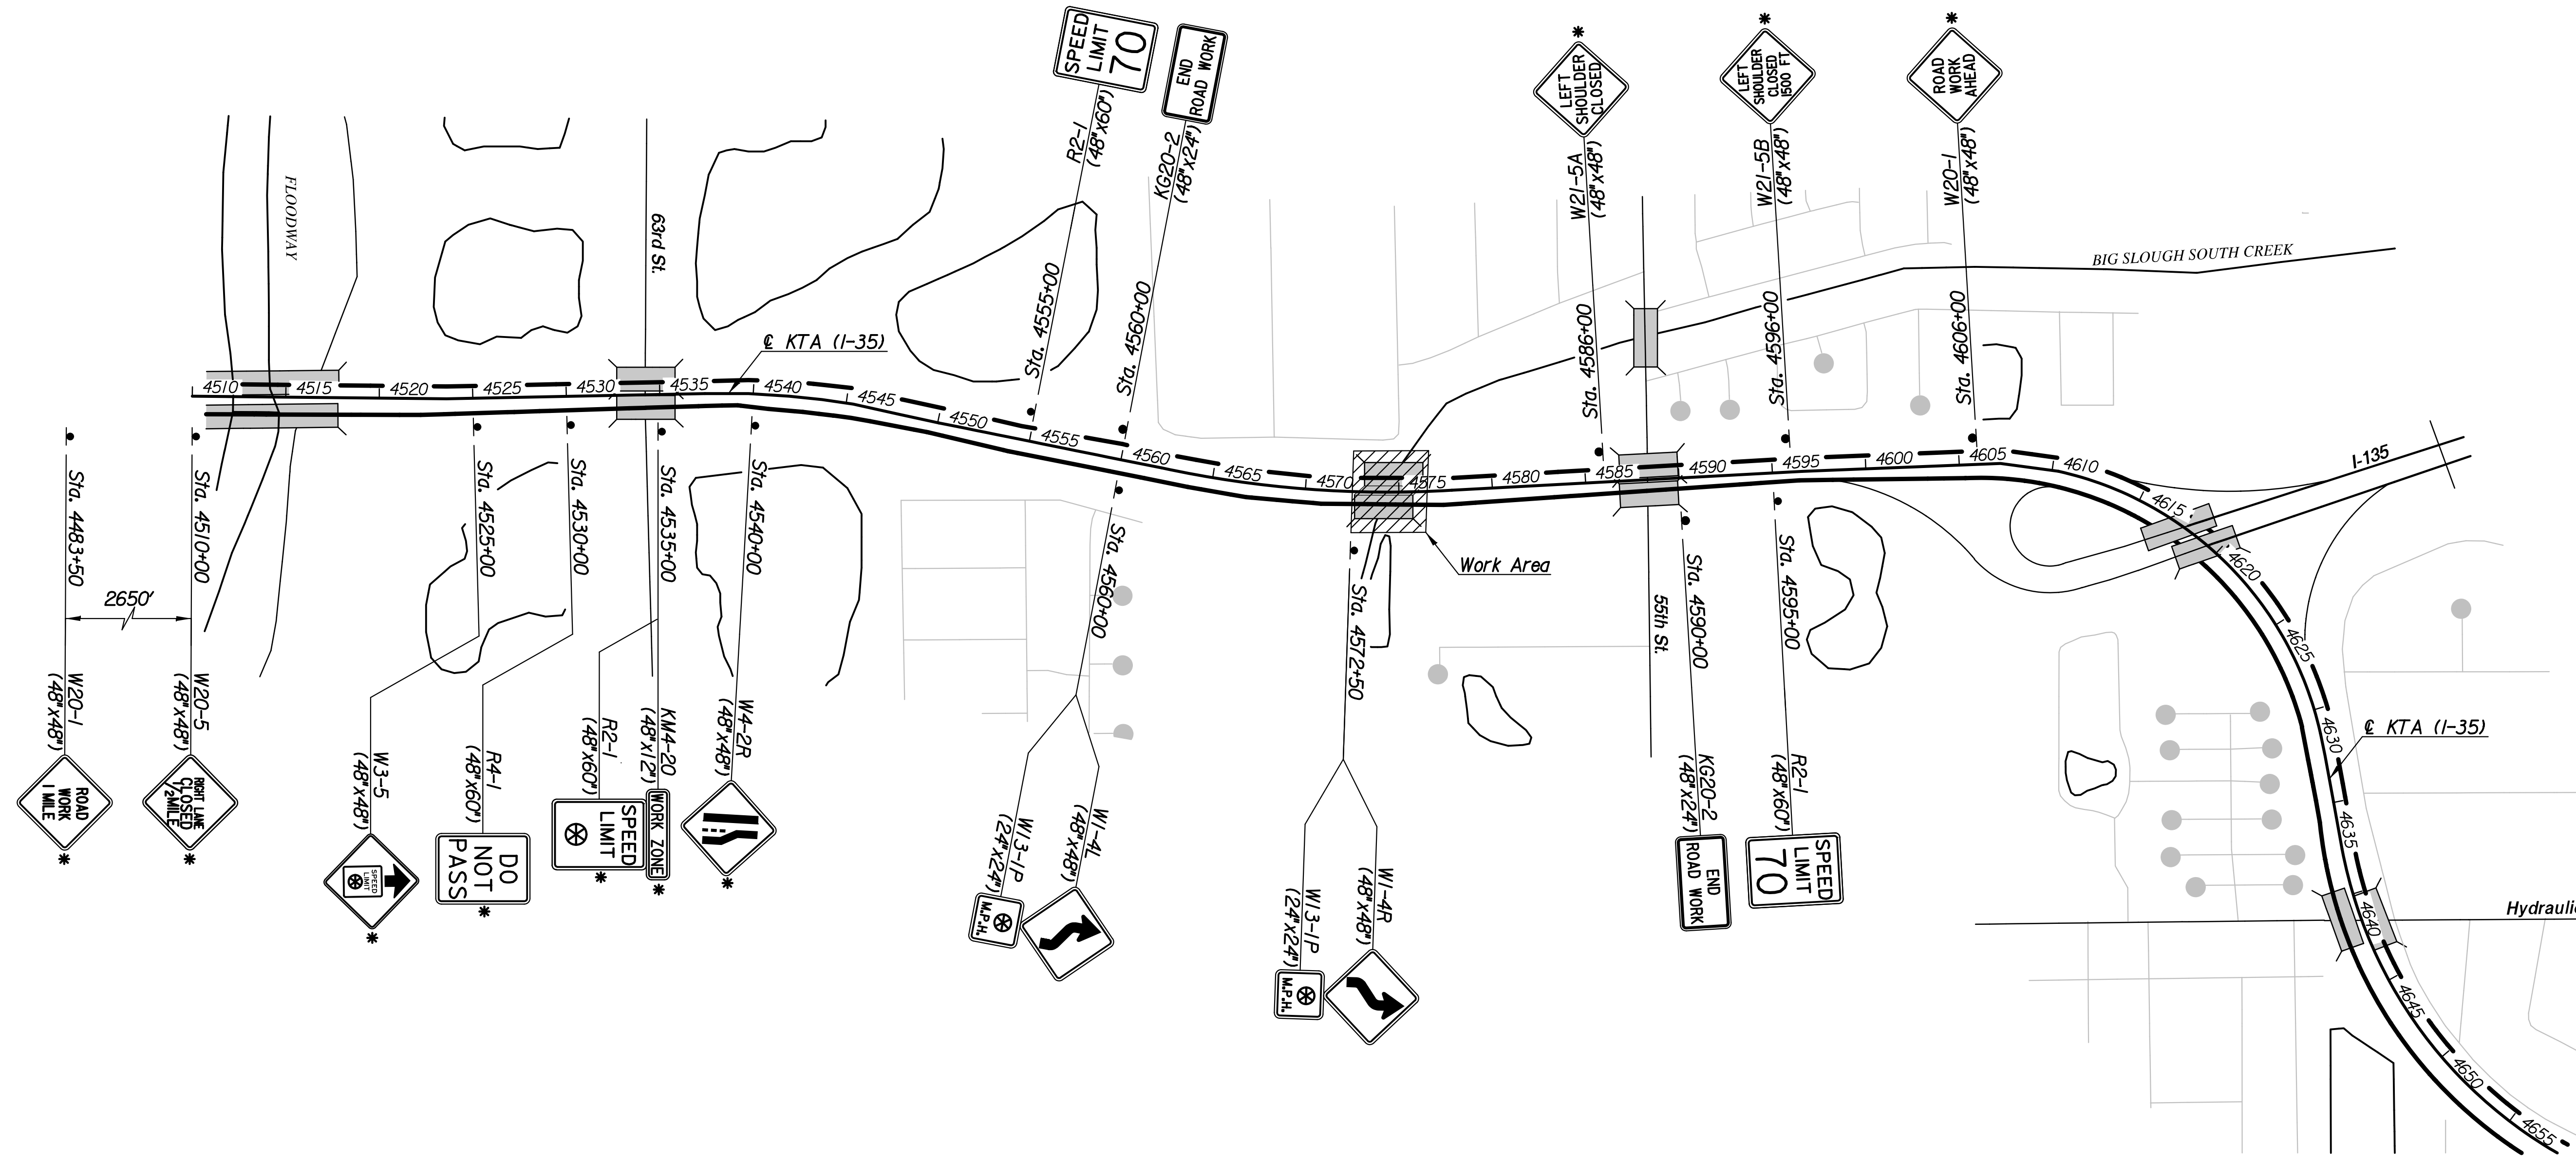 SPEED
LIMIT
70
R2-1
(48"x60")
Sta. 4555+00
END
ROAD WORK
KG20-2
(48"x24")
Sta. 4560+00
*
LEFT
SHOULDER
CLOSED
W21-5A
(48"x48")
Sta. 4586+00
*
LEFT
SHOULDER
CLOSED
1500 FT
W21-5B
(48"x48")
Sta. 4596+00
*
ROAD
WORK
AHEAD
W20-1
(48"x48")
Sta. 4606+00
FLOODWAY
63rd St.
℄ KTA (I-35)
BIG SLOUGH SOUTH CREEK
4510
4515
4520
4525
4530
4535
4540
4545
4550
4555
4560
4565
4570
4575
4580
4585
4590
4595
4600
4605
4610
4615
4620
4625
4630
4635
4640
4645
4650
4655
I-135
Work Area
55th St.
℄ KTA (I-35)
Hydraulic
2650'
Sta. 4483+50
W20-1
(48"x48")
ROAD
WORK
1 MILE
*
Sta. 4510+00
W20-5
(48"x48")
RIGHT LANE
CLOSED
1/2 MILE
*
Sta. 4525+00
W3-5
(48"x48")
SPEED
LIMIT
*
Sta. 4530+00
R4-1
(48"x60")
DO
NOT
PASS
*
Sta. 4535+00
R2-1
(48"x60")
SPEED
LIMIT
*
KM4-20
(48"x12")
WORK ZONE
*
Sta. 4540+00
W4-2R
(48"x48")
*
Sta. 4560+00
W13-1P
(24"x24")
M.P.H.
W1-4L
(48"x48")
Sta. 4572+50
W13-1P
(24"x24")
M.P.H.
W1-4R
(48"x48")
Sta. 4590+00
KG20-2
(48"x24")
END
ROAD WORK
Sta. 4595+00
R2-1
(48"x60")
SPEED
LIMIT
70